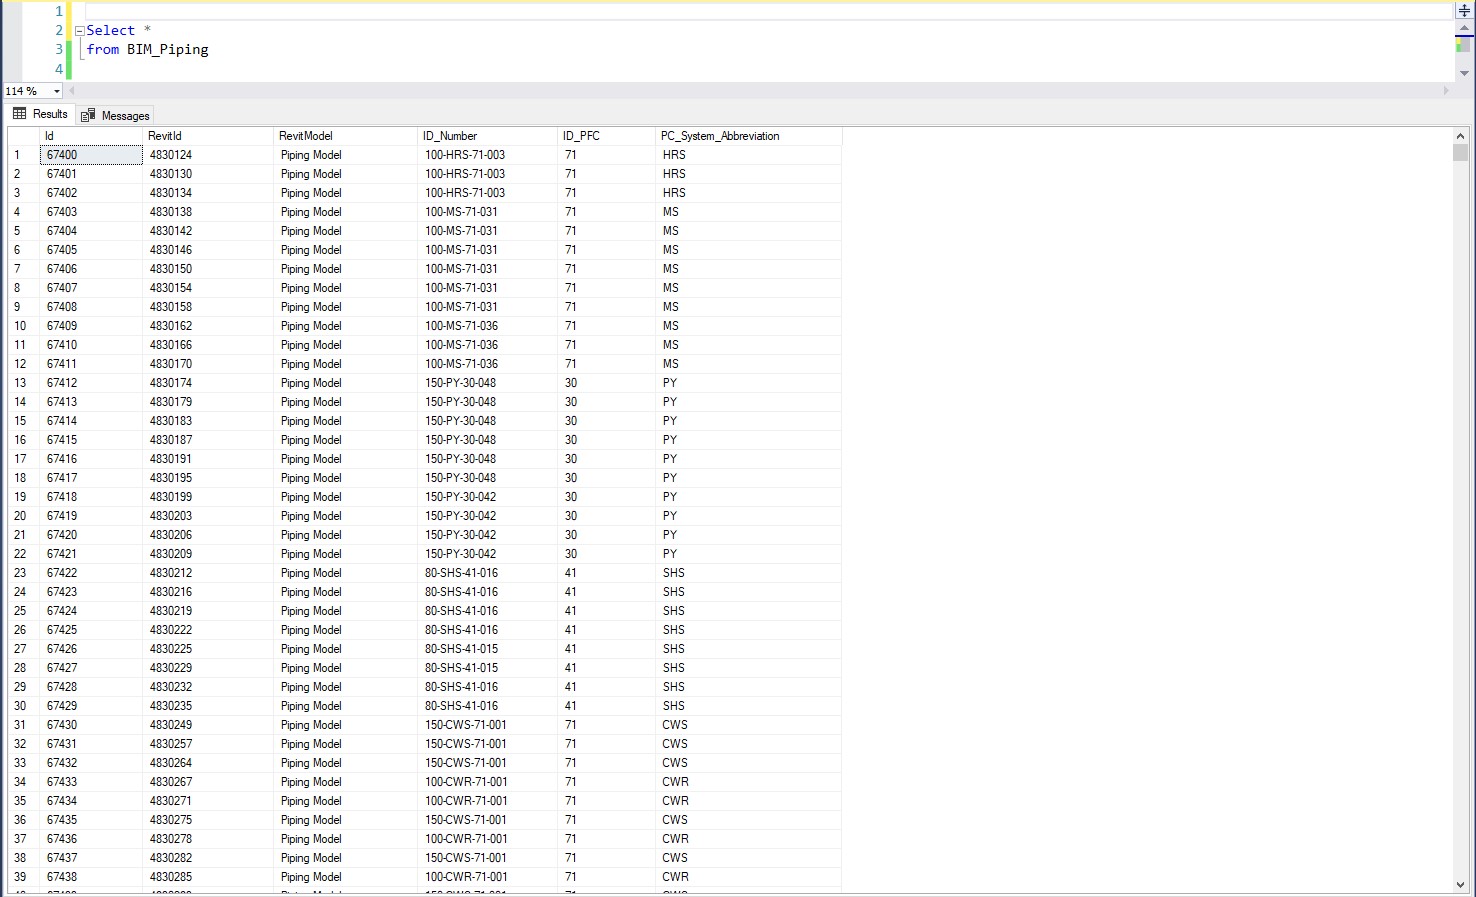 1
2 Select *
3 from BIM_Piping
4
114 %
Results Messages
Id RevitId RevitModel ID_Number ID_PFC PC_System_Abbreviation
1 67400 4830124 Piping Model 100-HRS-71-003 71 HRS
2 67401 4830130 Piping Model 100-HRS-71-003 71 HRS
3 67402 4830134 Piping Model 100-HRS-71-003 71 HRS
4 67403 4830138 Piping Model 100-MS-71-031 71 MS
5 67404 4830142 Piping Model 100-MS-71-031 71 MS
6 67405 4830146 Piping Model 100-MS-71-031 71 MS
7 67406 4830150 Piping Model 100-MS-71-031 71 MS
8 67407 4830154 Piping Model 100-MS-71-031 71 MS
9 67408 4830158 Piping Model 100-MS-71-031 71 MS
10 67409 4830162 Piping Model 100-MS-71-036 71 MS
11 67410 4830166 Piping Model 100-MS-71-036 71 MS
12 67411 4830170 Piping Model 100-MS-71-036 71 MS
13 67412 4830174 Piping Model 150-PY-30-048 30 PY
14 67413 4830179 Piping Model 150-PY-30-048 30 PY
15 67414 4830183 Piping Model 150-PY-30-048 30 PY
16 67415 4830187 Piping Model 150-PY-30-048 30 PY
17 67416 4830191 Piping Model 150-PY-30-048 30 PY
18 67417 4830195 Piping Model 150-PY-30-048 30 PY
19 67418 4830199 Piping Model 150-PY-30-042 30 PY
20 67419 4830203 Piping Model 150-PY-30-042 30 PY
21 67420 4830206 Piping Model 150-PY-30-042 30 PY
22 67421 4830209 Piping Model 150-PY-30-042 30 PY
23 67422 4830212 Piping Model 80-SHS-41-016 41 SHS
24 67423 4830216 Piping Model 80-SHS-41-016 41 SHS
25 67424 4830219 Piping Model 80-SHS-41-016 41 SHS
26 67425 4830222 Piping Model 80-SHS-41-016 41 SHS
27 67426 4830225 Piping Model 80-SHS-41-015 41 SHS
28 67427 4830229 Piping Model 80-SHS-41-015 41 SHS
29 67428 4830232 Piping Model 80-SHS-41-016 41 SHS
30 67429 4830235 Piping Model 80-SHS-41-016 41 SHS
31 67430 4830249 Piping Model 150-CWS-71-001 71 CWS
32 67431 4830257 Piping Model 150-CWS-71-001 71 CWS
33 67432 4830264 Piping Model 150-CWS-71-001 71 CWS
34 67433 4830267 Piping Model 100-CWR-71-001 71 CWR
35 67434 4830271 Piping Model 100-CWR-71-001 71 CWR
36 67435 4830275 Piping Model 150-CWS-71-001 71 CWS
37 67436 4830278 Piping Model 100-CWR-71-001 71 CWR
38 67437 4830282 Piping Model 150-CWS-71-001 71 CWS
39 67438 4830285 Piping Model 100-CWR-71-001 71 CWR